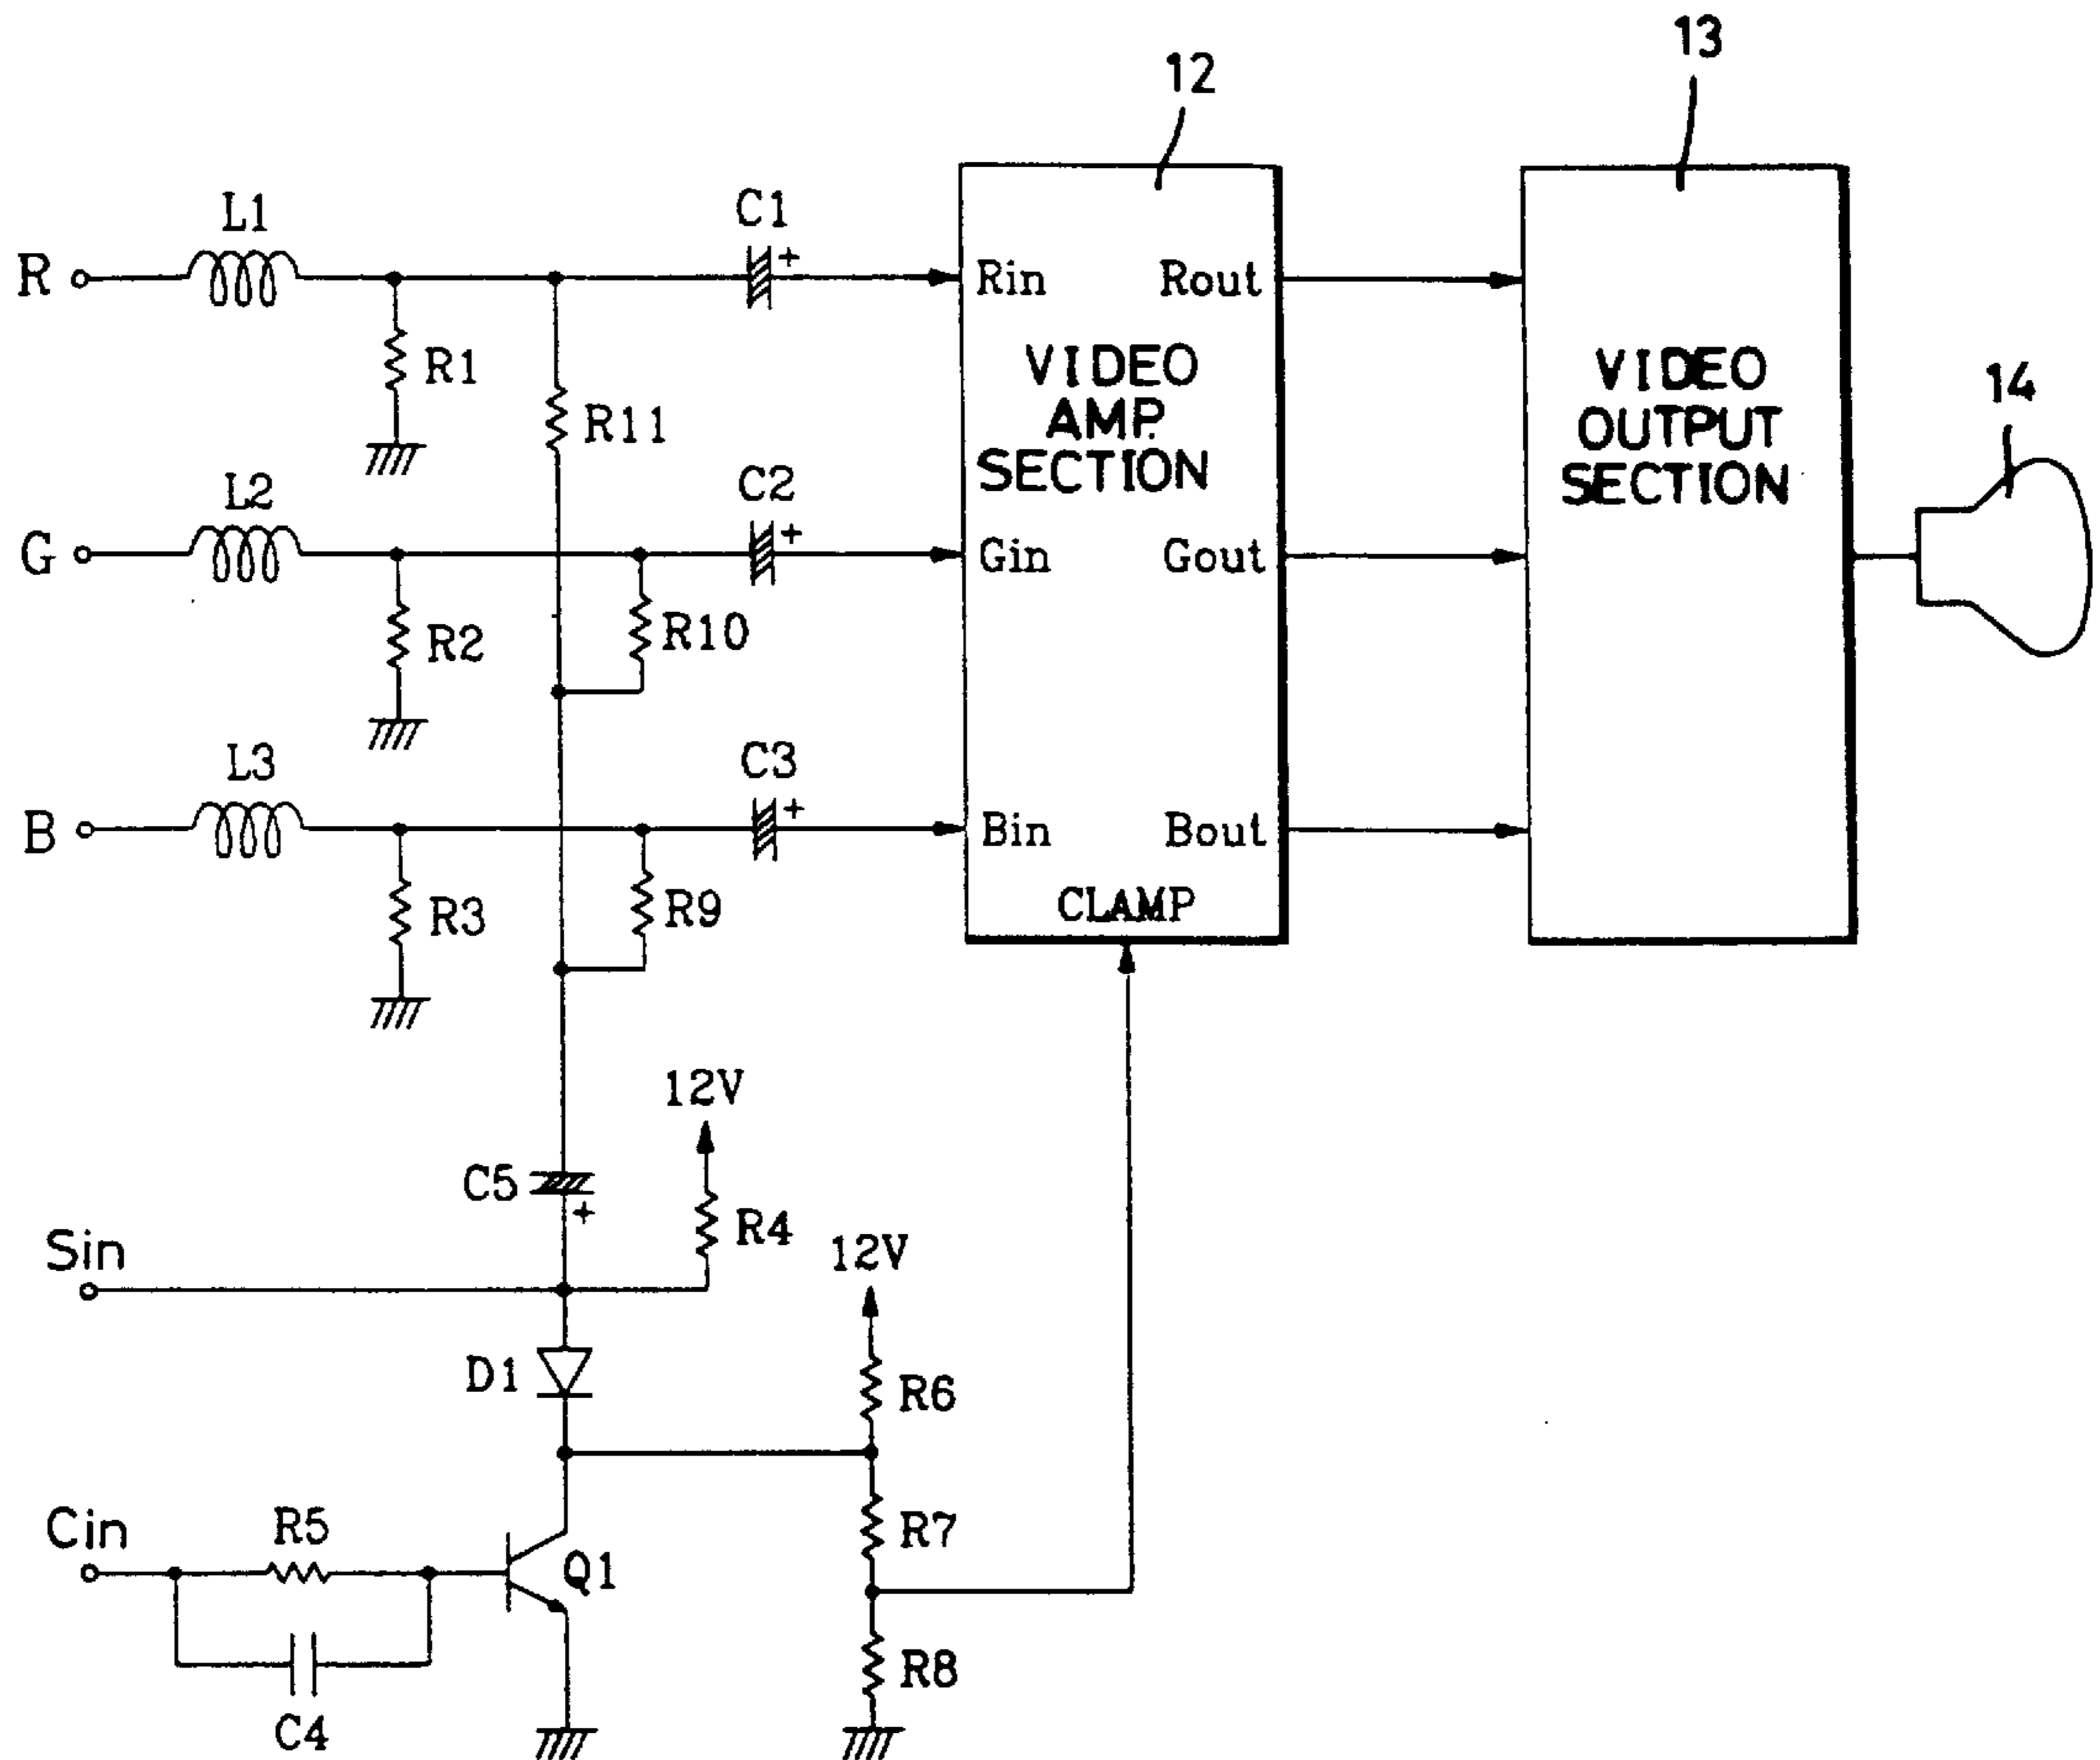 13
12
L1
C1
R
Rin
Rout
R1
R11
VIDEO
AMP.
SECTION
VIDEO
OUTPUT
SECTION
14
L2
C2
G
Gin
Gout
R2
R10
L3
C3
B
Bin
Bout
R3
R9
CLAMP
12V
C5
R4
Sin
12V
D1
R6
Cin
R5
Q1
R7
R8
C4
+
+
+
+